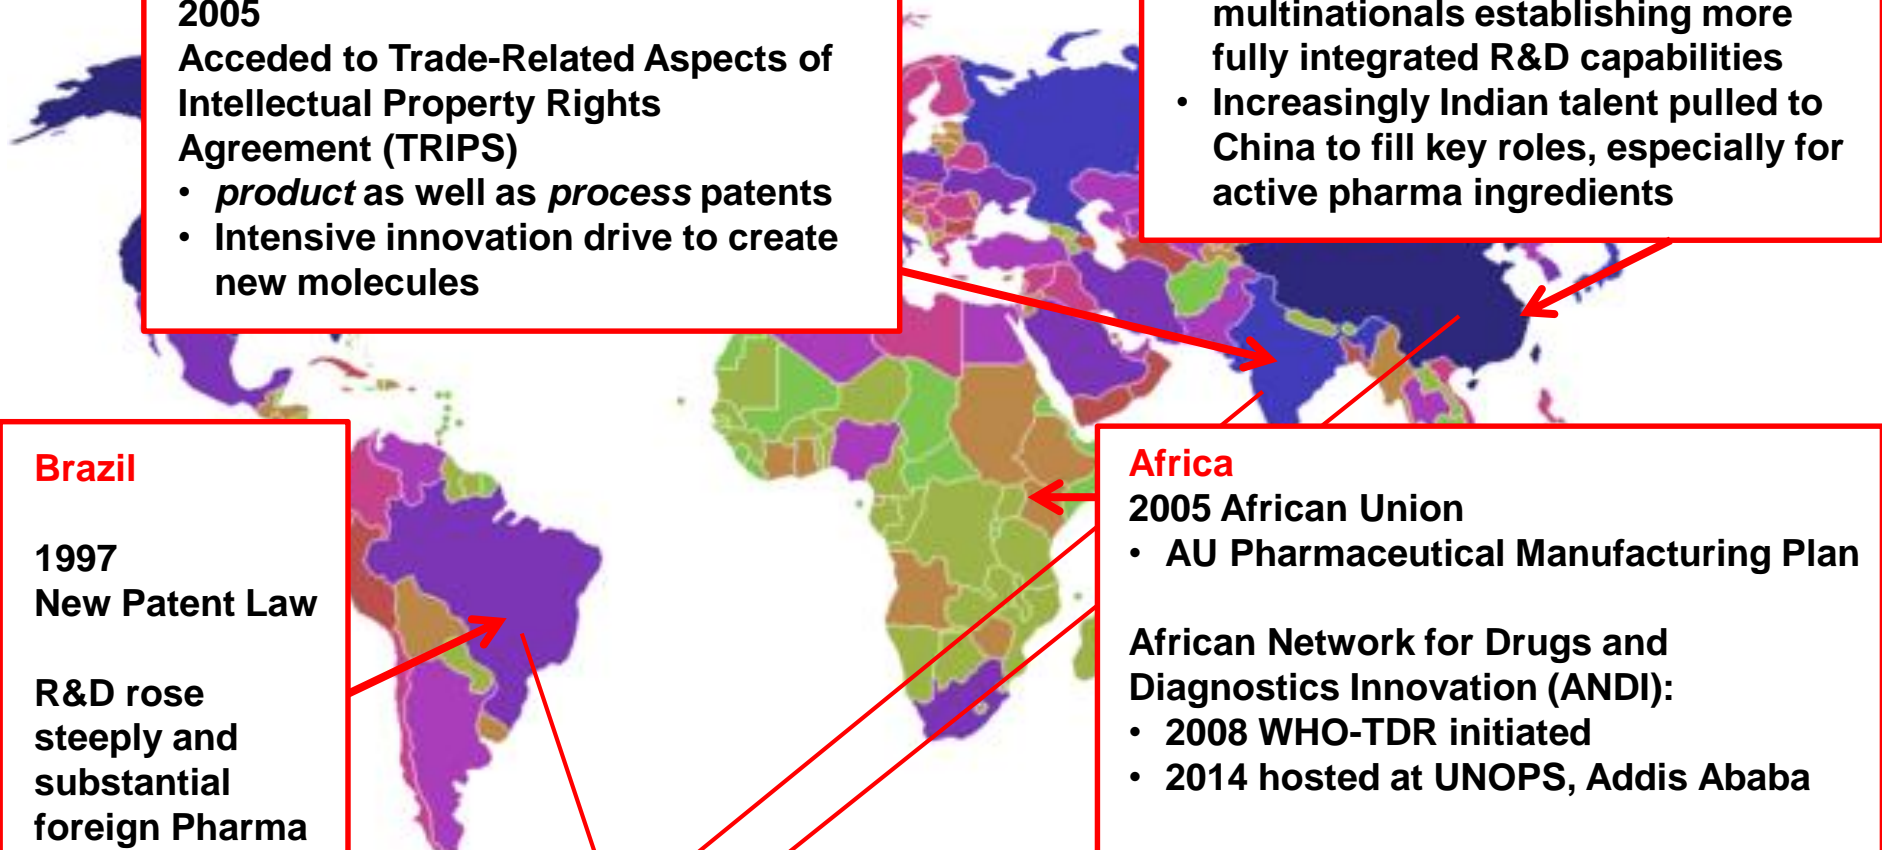 2005
Acceded to Trade-Related Aspects of
Intellectual Property Rights
Agreement (TRIPS)
• product as well as process patents
• Intensive innovation drive to create
new molecules
multinationals establishing more
fully integrated R&D capabilities
• Increasingly Indian talent pulled to
China to fill key roles, especially for
active pharma ingredients
Brazil
1997
New Patent Law
R&D rose
steeply and
substantial
foreign Pharma
Africa
2005 African Union
• AU Pharmaceutical Manufacturing Plan
African Network for Drugs and
Diagnostics Innovation (ANDI):
• 2008 WHO-TDR initiated
• 2014 hosted at UNOPS, Addis Ababa